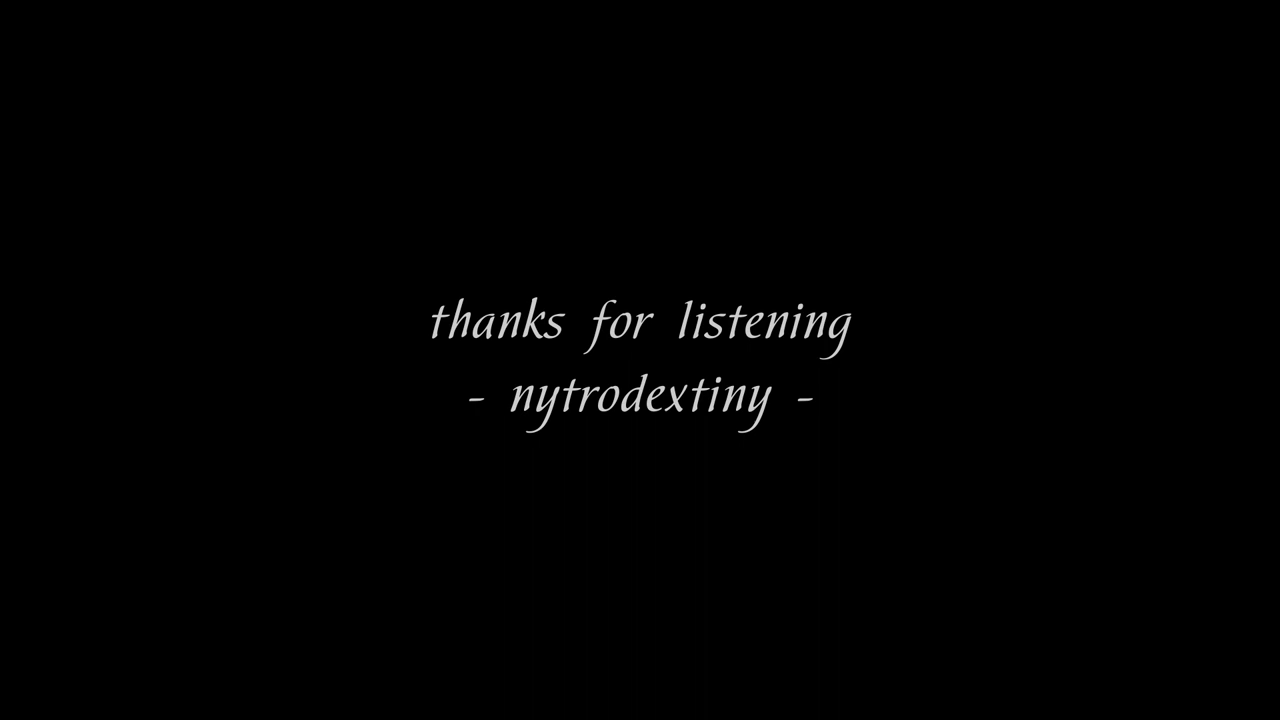 thanks for listening
- nytrodextiny -